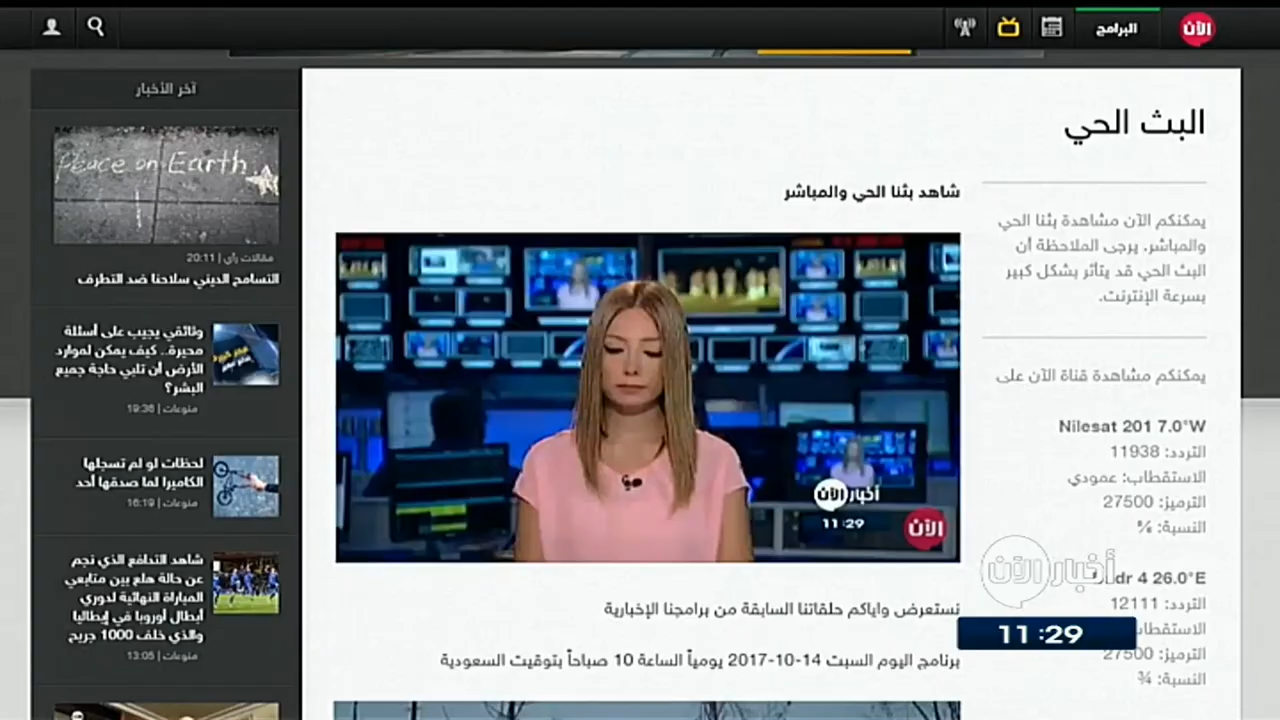 البرامج
الآن
البث الحي
يمكنكم الآن مشاهدة بثنا الحي
والمباشر. يرجى الملاحظة أن
البث الحي قد يتأثر بشكل كبير
بسرعة الإنترنت.
يمكنكم مشاهدة قناة الآن على
Nilesat 201 7.0°W
التردد: 11938
الاستقطاب: عمودي
الترميز: 27500
النسبة: ¾
dr 4 26.0°E
التردد: 12111
الاستقطاب
الترميز: 27500
النسبة: ¾
أخبار الآن
11:29
شاهد بثنا الحي والمباشر
أخبار الآن
11:29
الآن
نستعرض واياكم حلقاتنا السابقة من برامجنا الإخبارية
برنامج اليوم السبت 14-10-2017 يومياً الساعة 10 صباحاً بتوقيت السعودية
آخر الأخبار
Peace on Earth
مقالات رأي | 20:11
التسامح الديني سلاحنا ضد التطرف
وثائقي يجيب على أسئلة
محيرة.. كيف يمكن لموارد
الأرض أن تلبي حاجة جميع
البشر؟
منوعات | 19:36
لحظات لو لم تسجلها
الكاميرا لما صدقها أحد
منوعات | 16:19
شاهد التدافع الذي نجم
عن حالة هلع بين متابعي
المباراة النهائية لدوري
أبطال أوروبا في إيطاليا
والذي خلف 1000 جريح
منوعات | 13:05